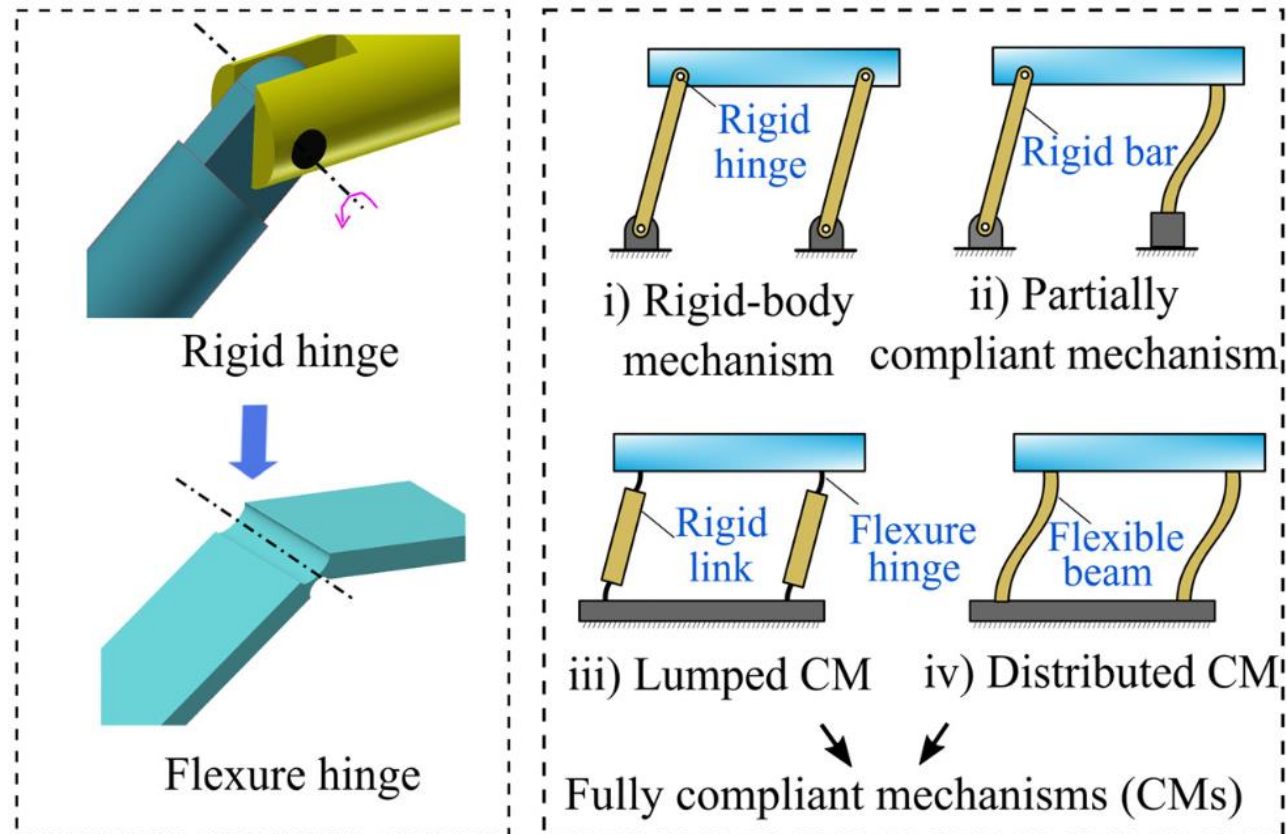 Rigid hinge
Flexure hinge
Rigid
hinge
i) Rigid-body
mechanism
Rigid bar
ii) Partially
compliant mechanism
Rigid
link
Flexure
hinge
iii) Lumped CM
Flexible
beam
iv) Distributed CM
Fully compliant mechanisms (CMs)